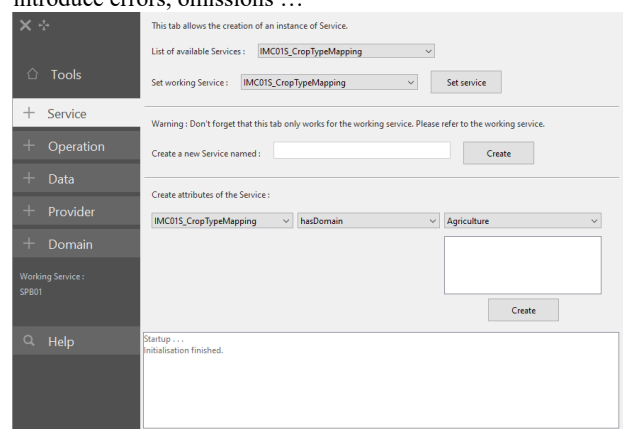 introduce errors, omissions …
This tab allows the creation of an instance of Service.
List of available Services : IMC01S_CropTypeMapping
Tools
Set working Service : IMC01S_CropTypeMapping Set service
Service
Warning : Don't forget that this tab only works for the working service. Please refer to the working service.
Operation
Create a new Service named : Create
Data
Create attributes of the Service :
Provider
IMC01S_CropTypeMapping hasDomain Agriculture
Domain
Working Service :
SPB01
Create
Help
Startup . . .
Initialisation finished.